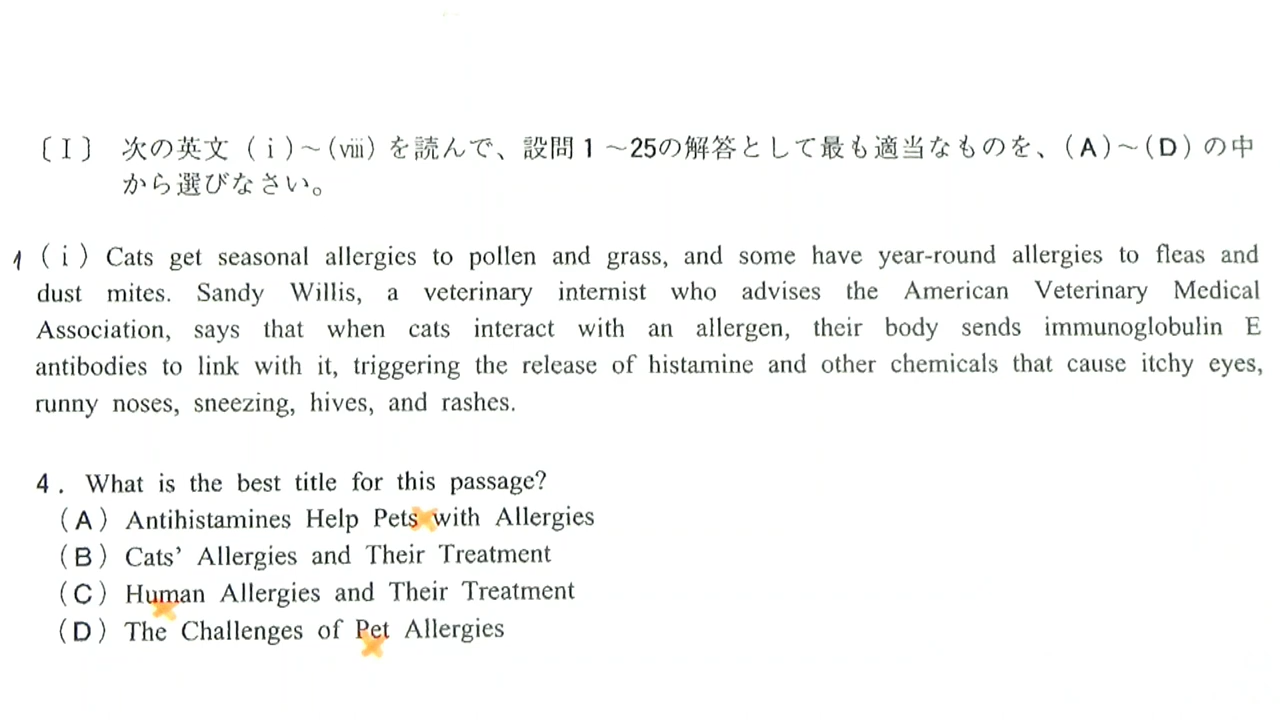 〔Ⅰ〕 次の英文（ⅰ）～（ⅷ）を読んで、設問1～25の解答として最も適当なものを、（A）～（D）の中
から選びなさい。
1（ⅰ）Cats get seasonal allergies to pollen and grass, and some have year-round allergies to fleas and
dust mites. Sandy Willis, a veterinary internist who advises the American Veterinary Medical
Association, says that when cats interact with an allergen, their body sends immunoglobulin E
antibodies to link with it, triggering the release of histamine and other chemicals that cause itchy eyes,
runny noses, sneezing, hives, and rashes.
4. What is the best title for this passage?
（A）Antihistamines Help Pets with Allergies
（B）Cats' Allergies and Their Treatment
（C）Human Allergies and Their Treatment
（D）The Challenges of Pet Allergies